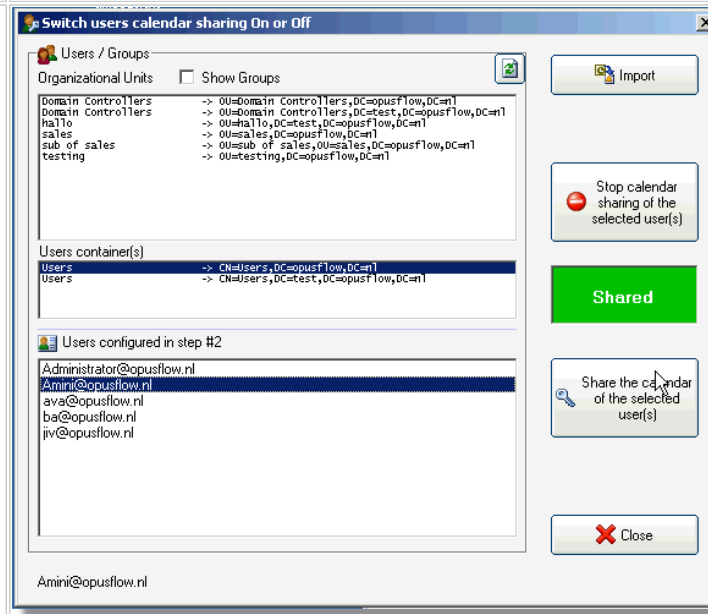 Switch users calendar sharing On or Off
Users / Groups
Organizational Units Show Groups
Domain Controllers -> OU=Domain Controllers,DC=opusflow,DC=nl
Domain Controllers -> OU=Domain Controllers,DC=test,DC=opusflow,DC=nl
hallo -> OU=hallo,DC=test,DC=opusflow,DC=nl
sales -> OU=sales,DC=opusflow,DC=nl
sub of sales -> OU=sub of sales,OU=sales,DC=opusflow,DC=nl
testing -> OU=testing,DC=opusflow,DC=nl
Users container(s)
Users -> CN=Users,DC=opusflow,DC=nl
Users -> CN=Users,DC=test,DC=opusflow,DC=nl
Users configured in step #2
Administrator@opusflow.nl
Amini@opusflow.nl
ava@opusflow.nl
ba@opusflow.nl
jiv@opusflow.nl
Amini@opusflow.nl
Import
Stop calendar
sharing of the
selected user(s)
Shared
Share the calendar
of the selected
user(s)
Close